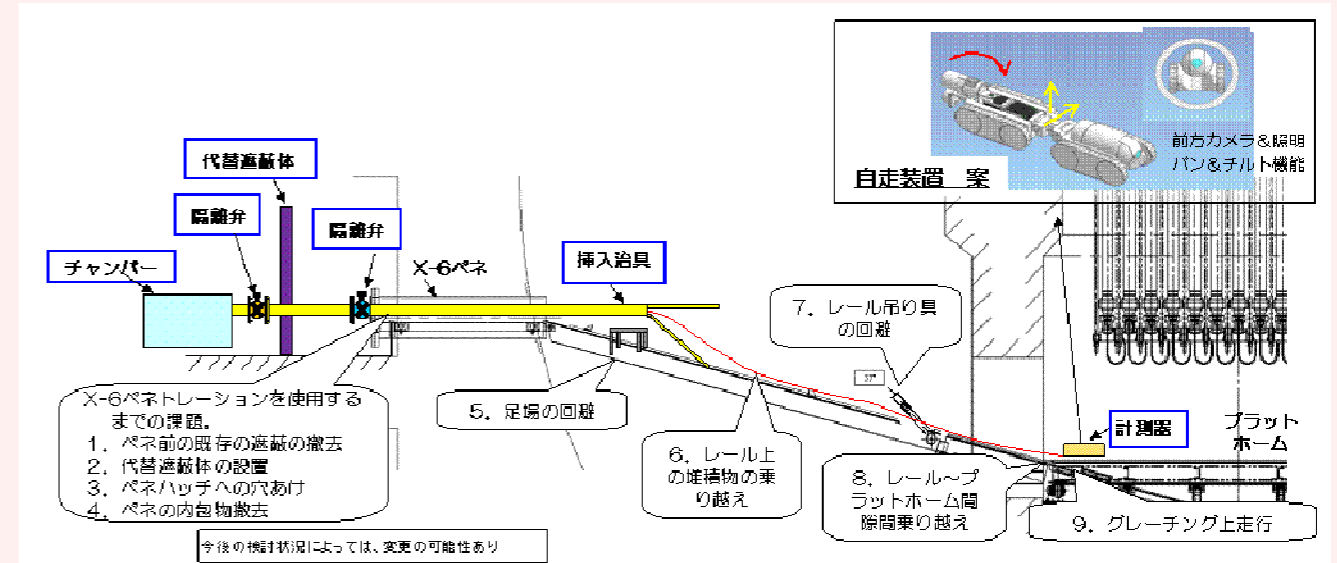 前方カメラ&照明
パン&チルト機能
自走装置　案
代替遮蔽体
隔離弁
隔離弁
チャンバー
X-6ペネ
挿入治具
7．レール吊り具
の回避
計測器
プラット
ホーム
X-6ペネトレーションを使用する
までの課題。
1．ペネ前の既存の遮蔽の撤去
2．代替遮蔽体の設置
3．ペネハッチへの穴あけ
4．ペネの内包物撤去
5．足場の回避
6．レール上
の堆積物の乗
り越え
8．レール～プ
ラットホーム間
隙間乗り越え
9．グレーチング上走行
今後の検討状況によっては、変更の可能性あり